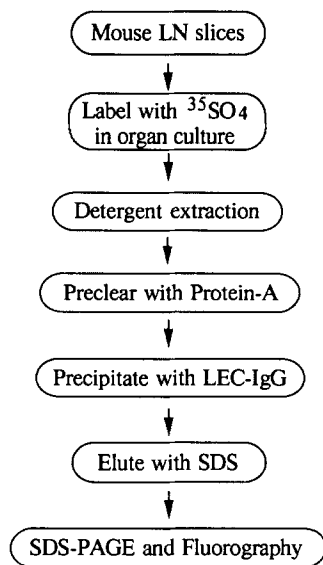 Mouse LN slices
Label with ³⁵SO₄
in organ culture
Detergent extraction
Preclear with Protein-A
Precipitate with LEC-IgG
Elute with SDS
SDS-PAGE and Fluorography